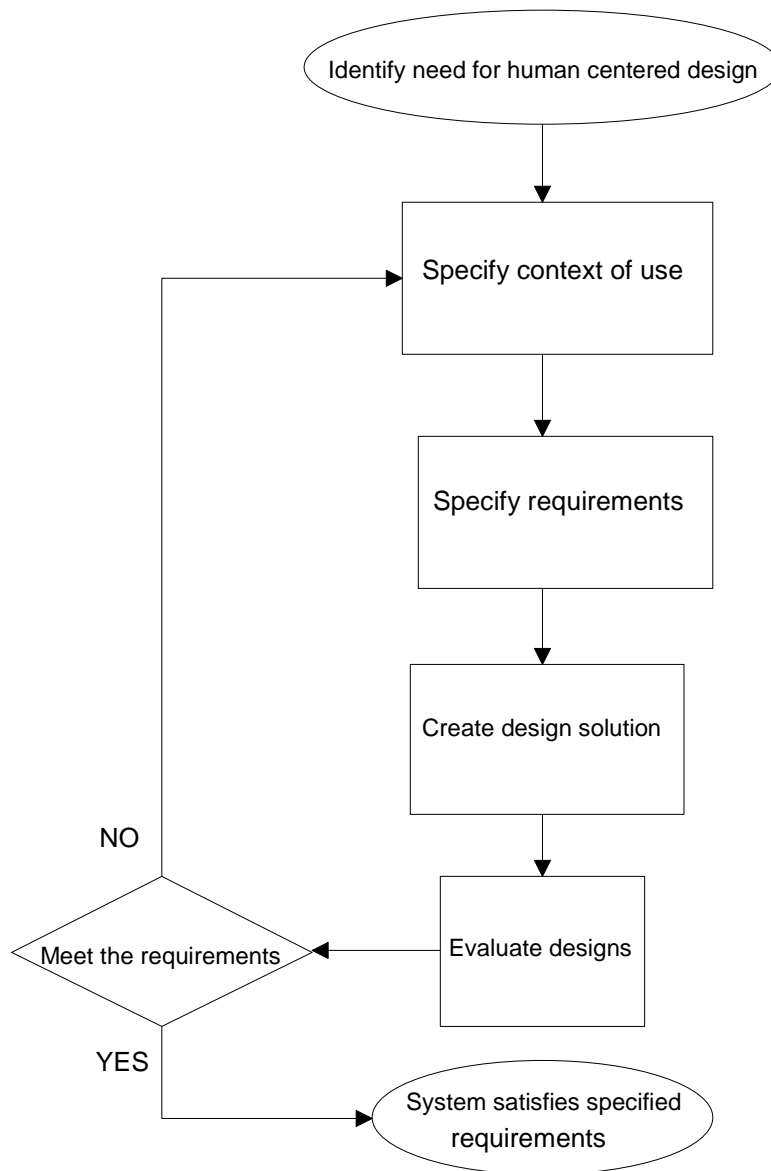 Identify need for human centered design
Specify context of use
Specify requirements
Create design solution
NO
Meet the requirements
Evaluate designs
YES
System satisfies specified
requirements